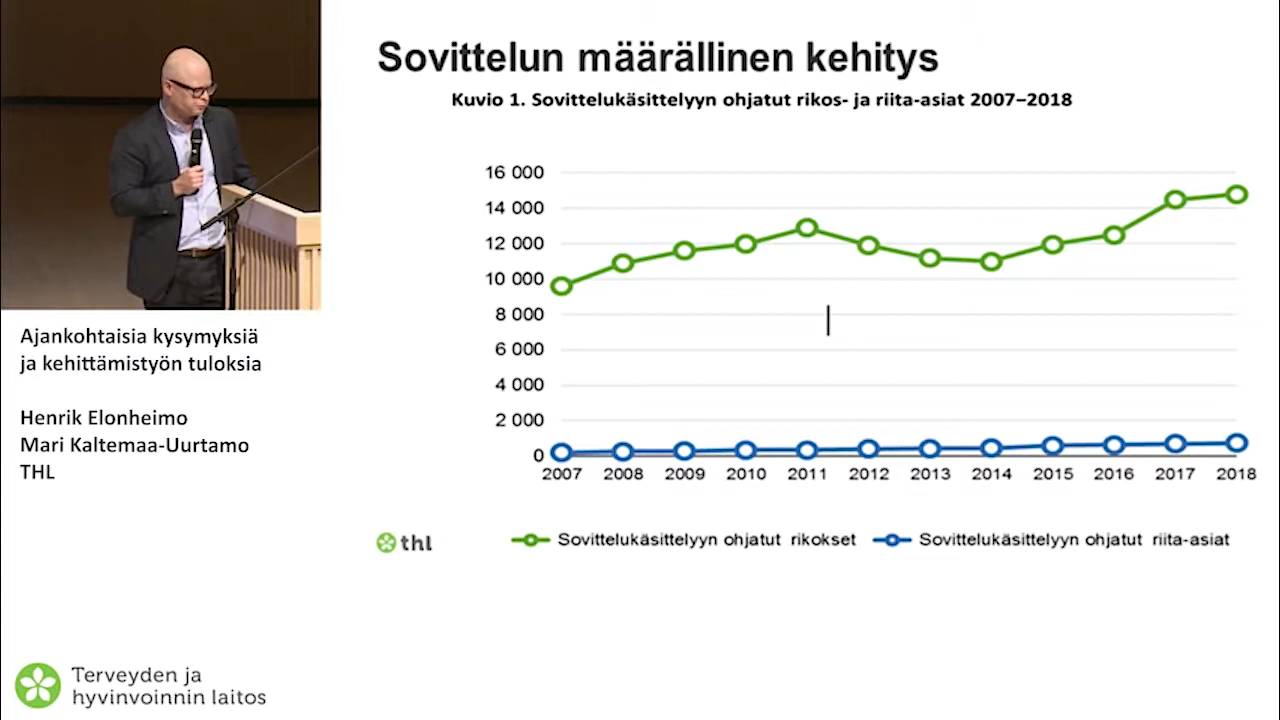 Sovittelun määrällinen kehitys
Kuvio 1. Sovittelukäsittelyyn ohjatut rikos- ja riita-asiat 2007–2018
16 000
14 000
12 000
10 000
8 000
6 000
4 000
2 000
0
2007 2008 2009 2010 2011 2012 2013 2014 2015 2016 2017 2018
thl
Sovittelukäsittelyyn ohjatut rikokset
Sovittelukäsittelyyn ohjatut riita-asiat
Ajankohtaisia kysymyksiä
ja kehittämistyön tuloksia
Henrik Elonheimo
Mari Kaltemaa-Uurtamo
THL
Terveyden ja
hyvinvoinnin laitos